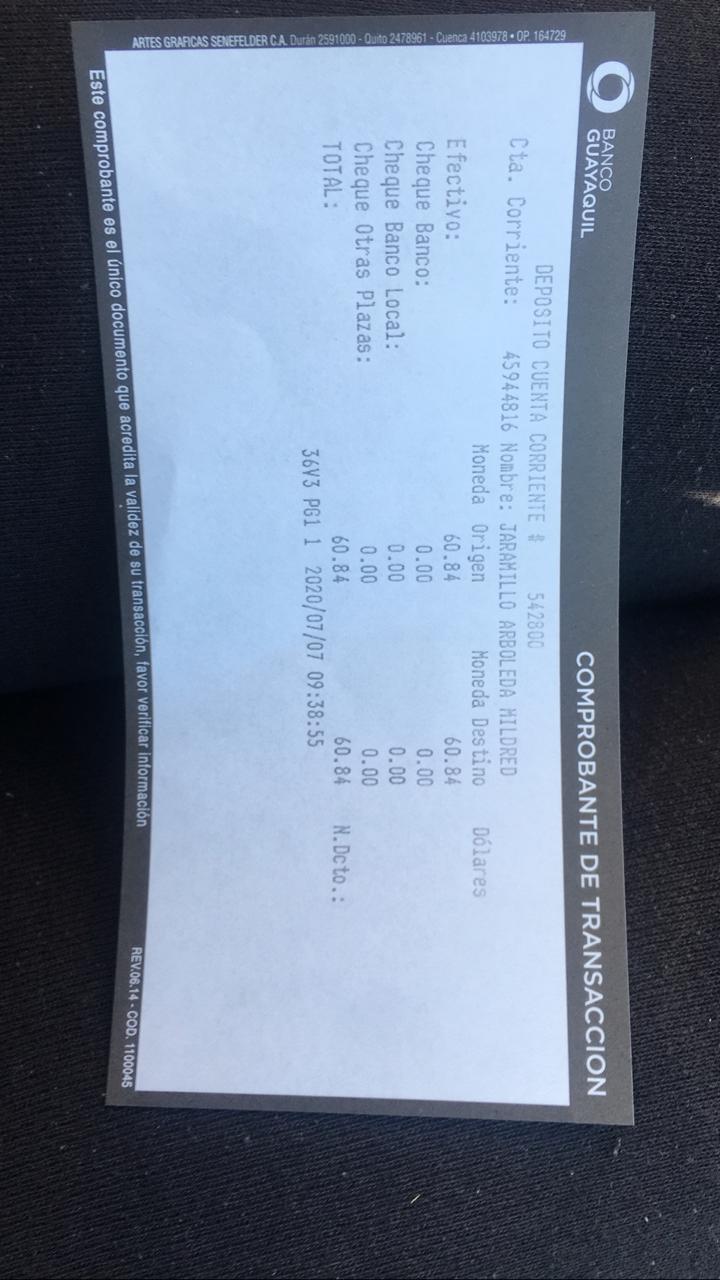 BANCO
GUAYAQUIL
COMPROBANTE DE TRANSACCION
DEPOSITO CUENTA CORRIENTE # 542800
Cta. Corriente: 45944816 Nombre: JARAMILLO ARBOLEDA MILDRED
Moneda Origen Moneda Destino Dólares
Efectivo: 60.84 60.84
Cheque Banco: 0.00 0.00
Cheque Banco Local: 0.00 0.00
Cheque Otras Plazas: 0.00 0.00
TOTAL: 60.84 60.84 N.Dcto.:
36V3 PG1 1 2020/07/07 09:38:55
Este comprobante es el único documento que acredita la validez de su transacción, favor verificar información
REV.06.14 - COD. 1100045
ARTES GRAFICAS SENEFELDER C.A. Durán 2591000 - Quito 2478961 - Cuenca 4103978 • OP. 164729